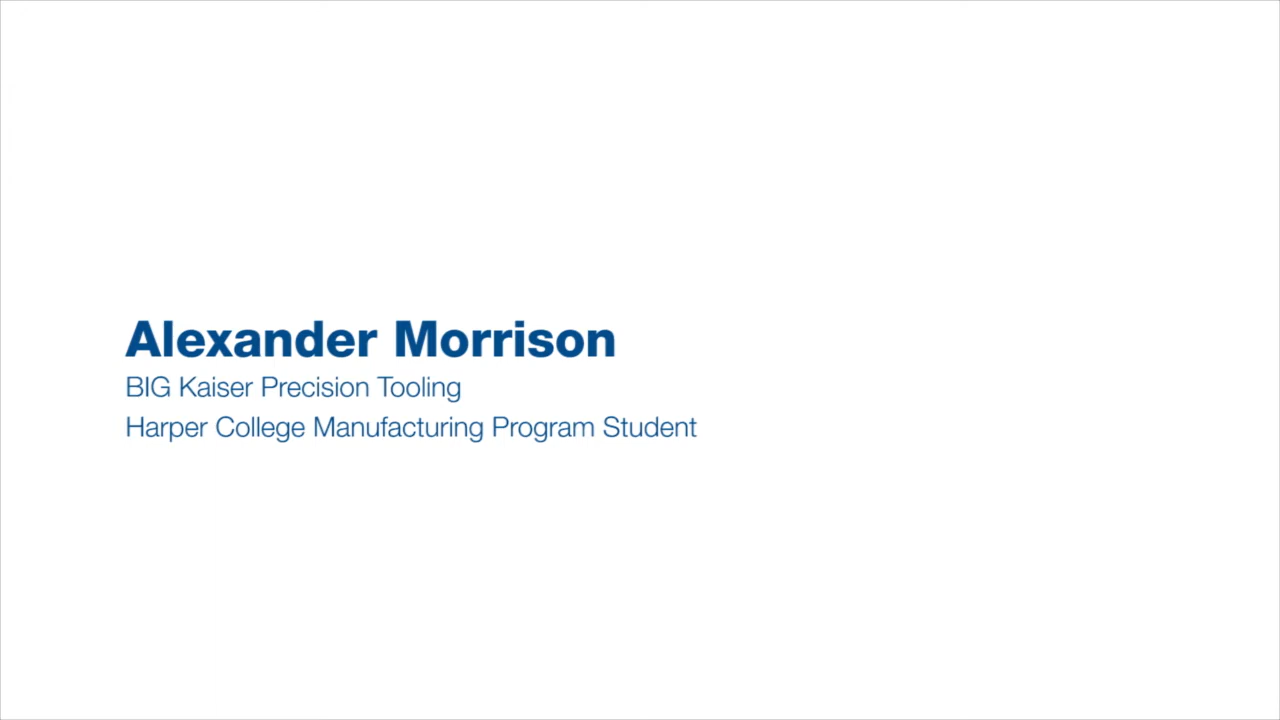 Alexander Morrison
BIG Kaiser Precision Tooling
Harper College Manufacturing Program Student